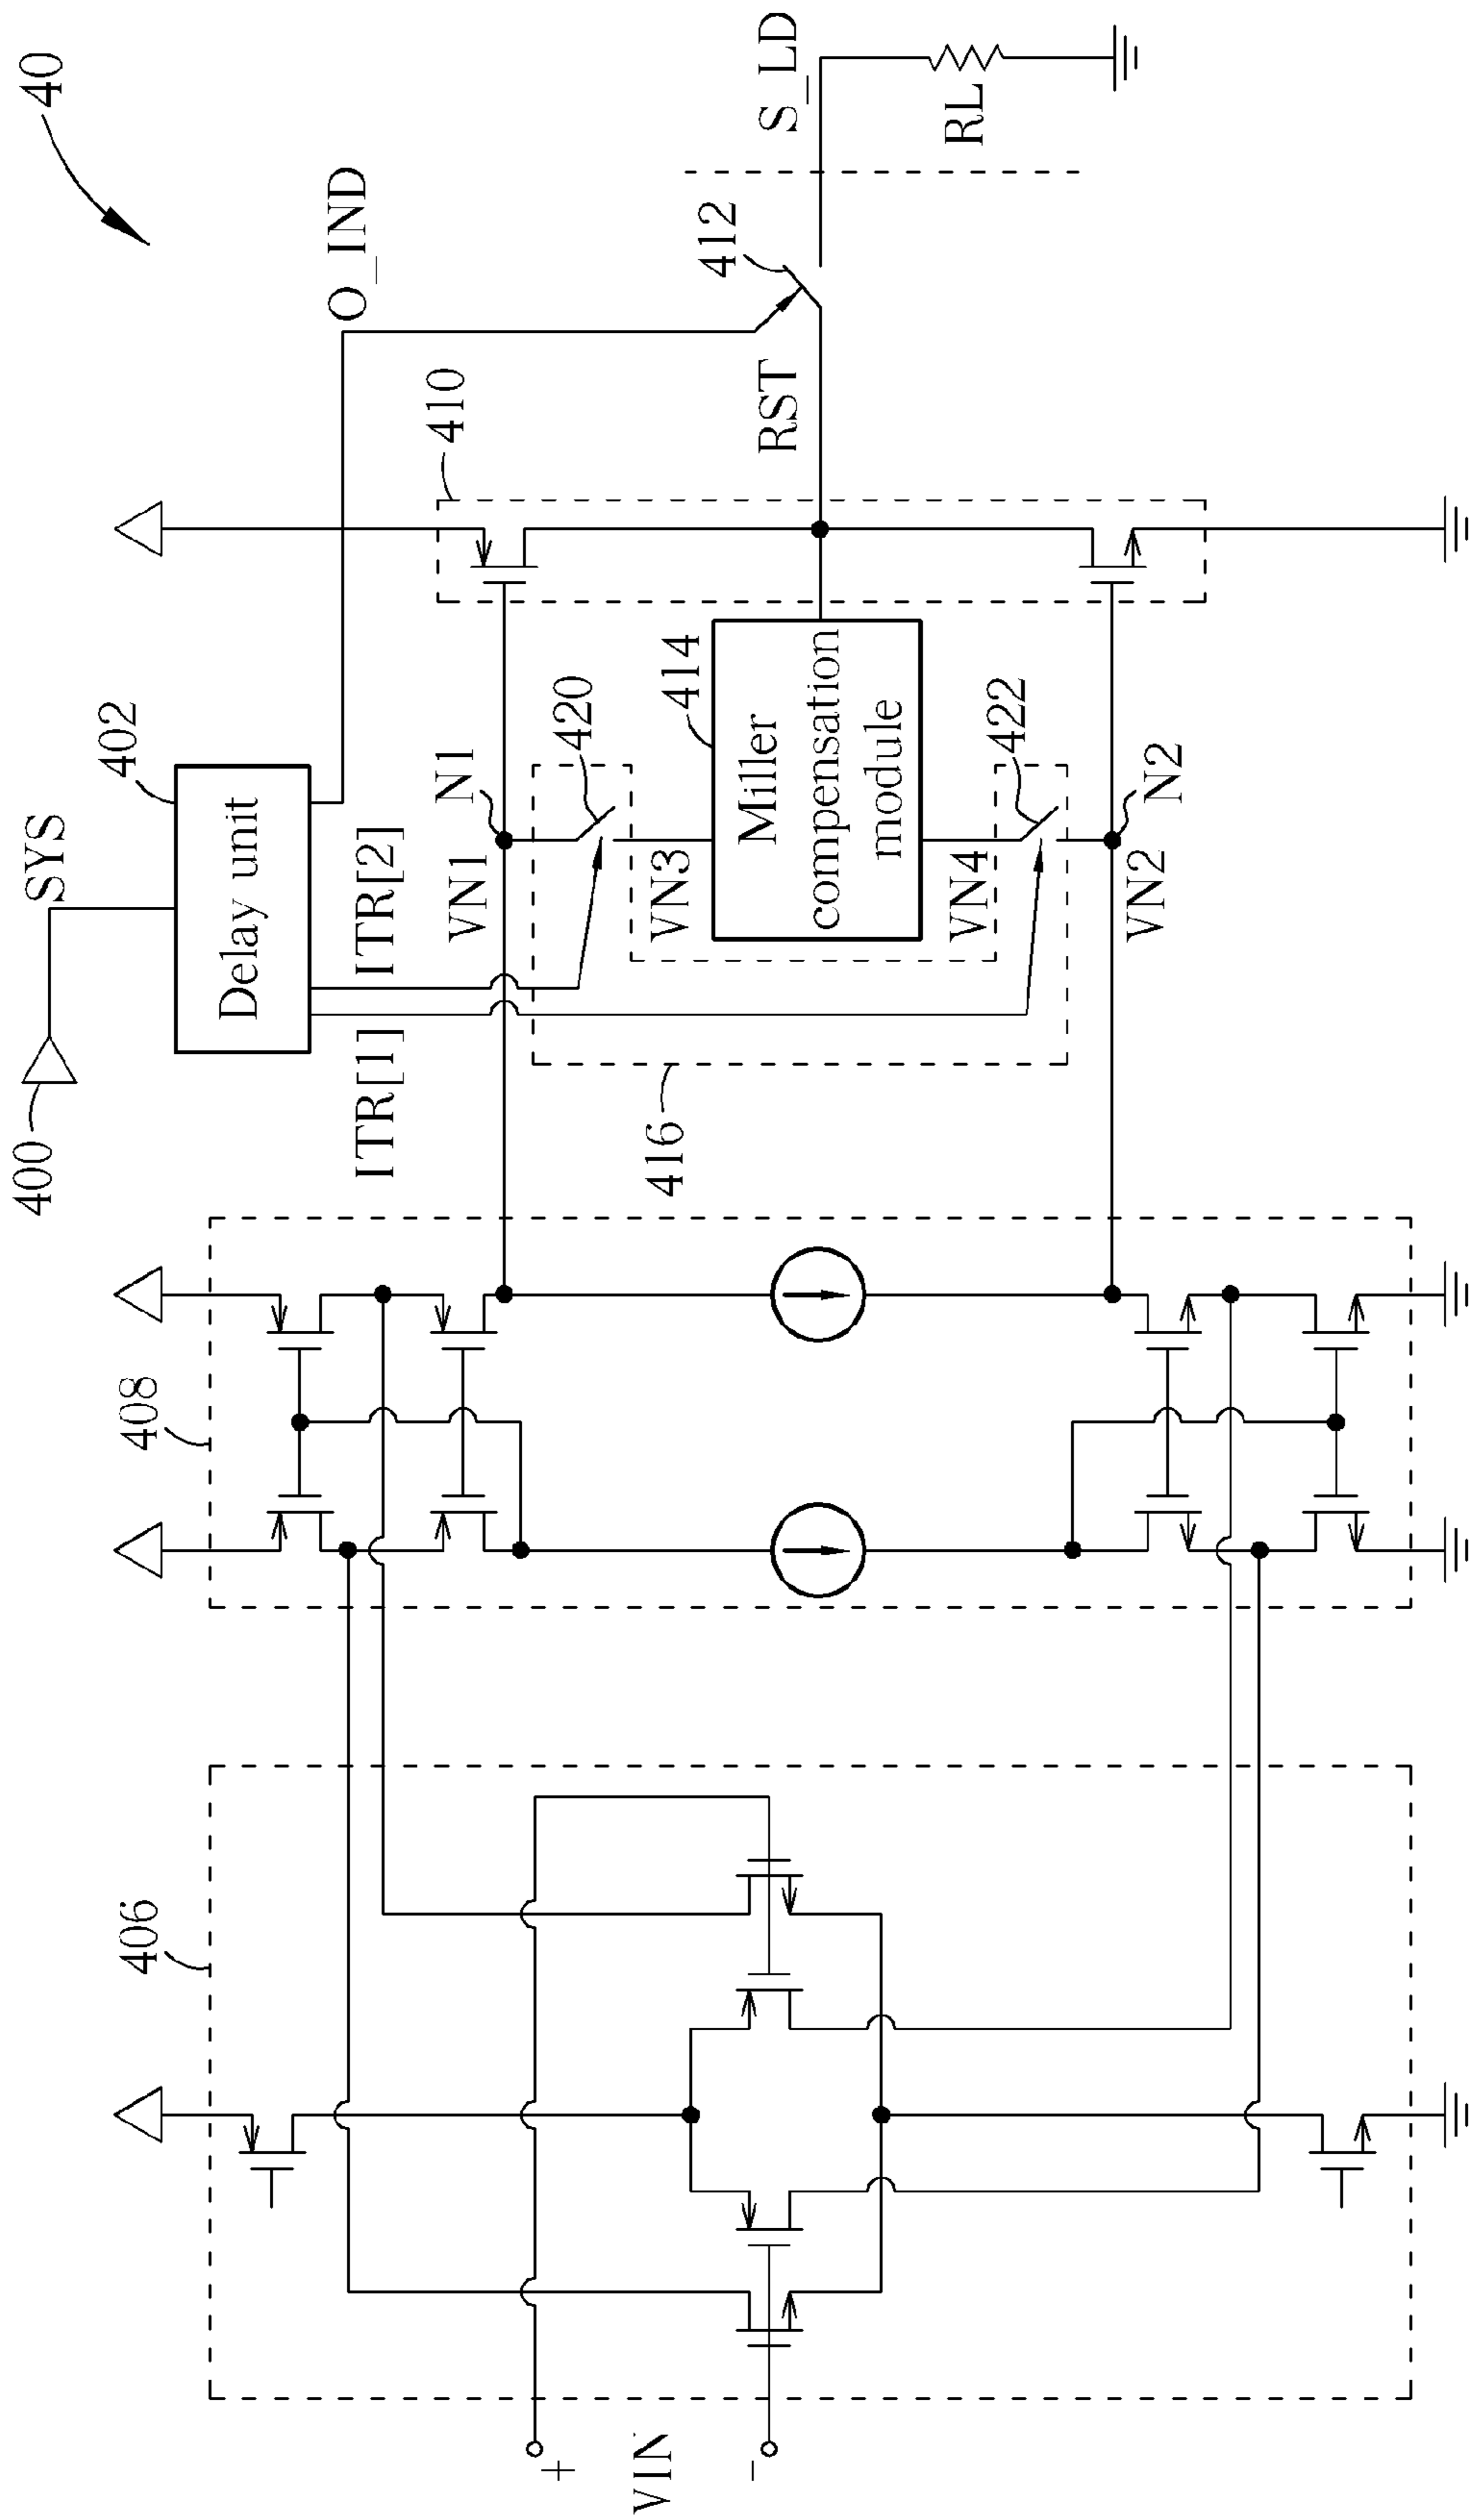 40
400
SYS
402
Delay unit
O_IND
ITR[1]
ITR[2]
406
408
410
N1
VN1
420
VN3
416
414
Miller
compensation
module
VIN
+
-
RST
412
S_LD
RL
VN4
422
VN2
N2